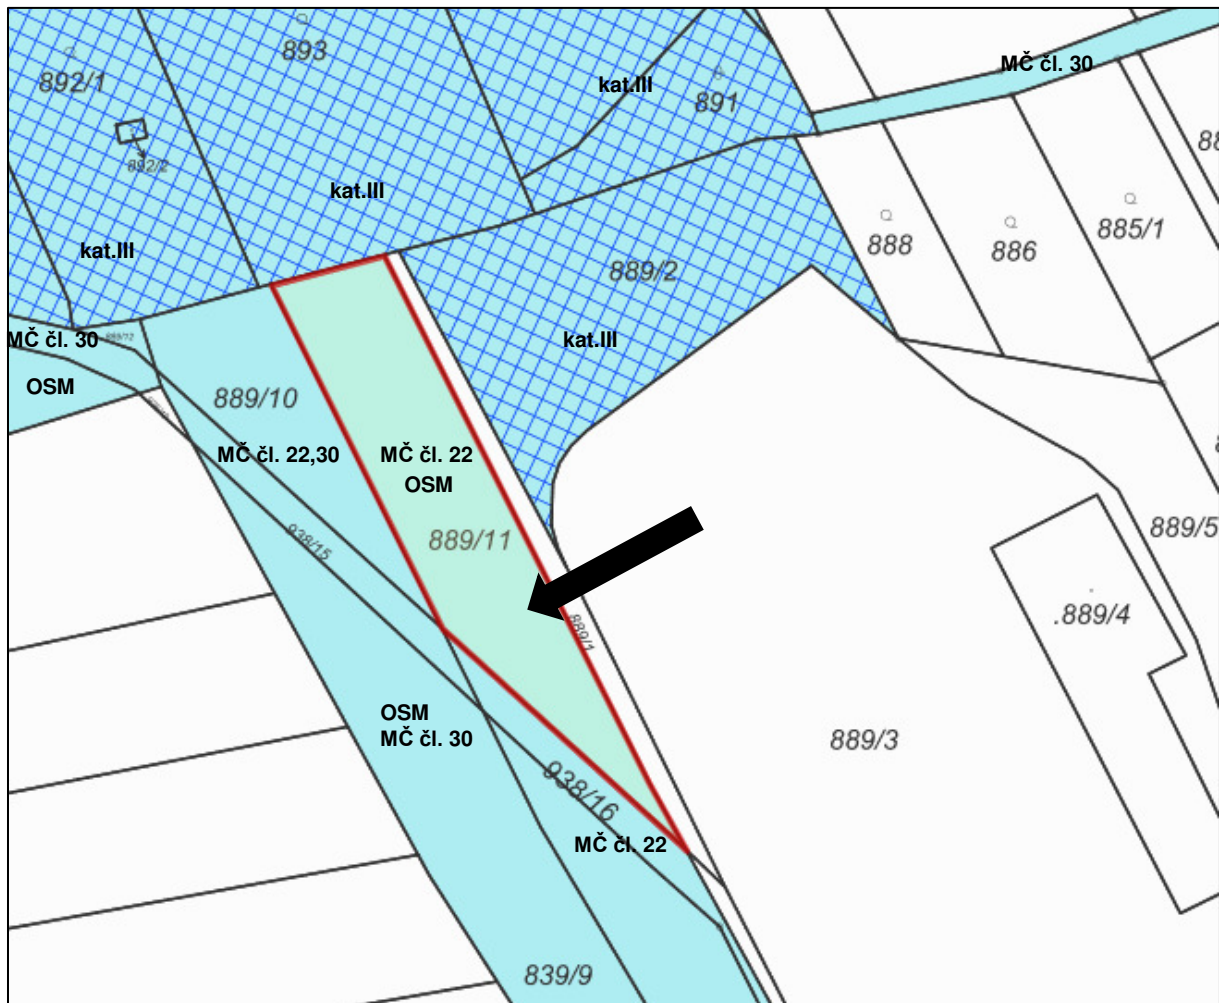 893
MČ čl. 30
892/1
kat.III
891
892/2
kat.III
885/1
888
886
kat.III
889/2
MČ čl. 30
889/12
kat.III
OSM
889/10
MČ čl. 22,30
MČ čl. 22
OSM
889/11
938/15
889/5
.889/4
889/1
OSM
MČ čl. 30
889/3
938/16
MČ čl. 22
839/9